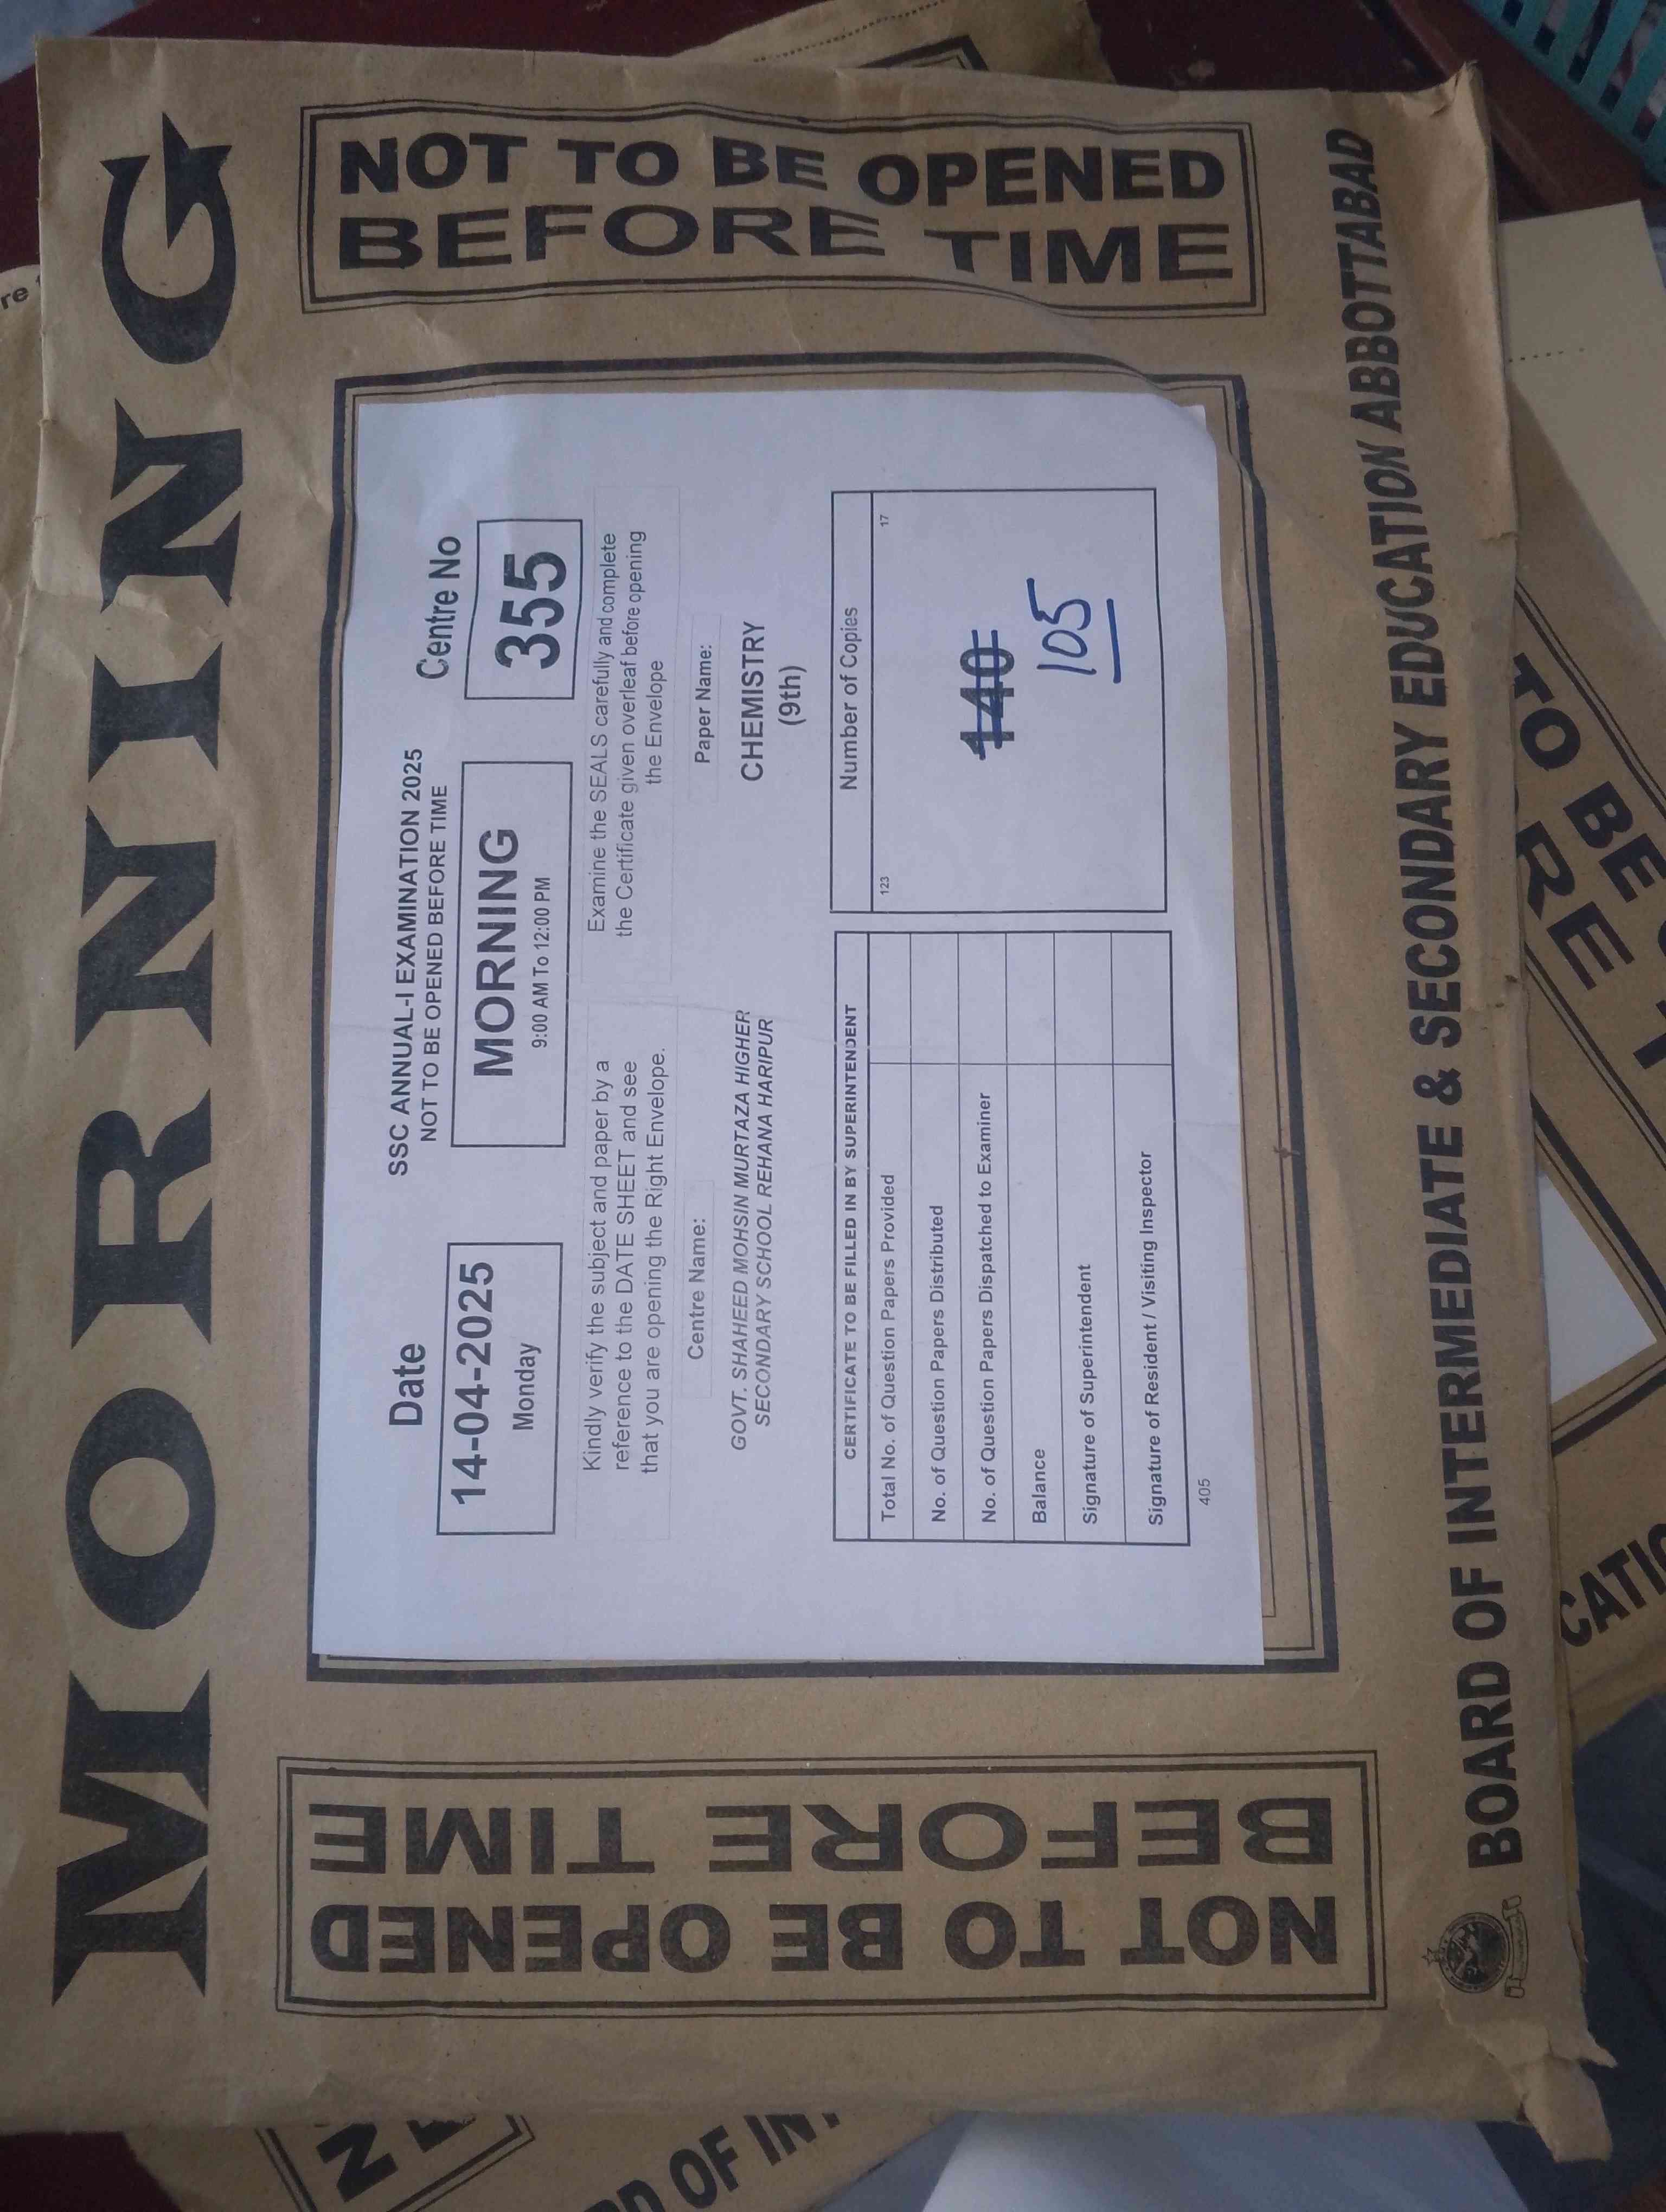 MORNING
NOT TO BE OPENED
BEFORE TIME
NOT TO BE OPENED
BEFORE TIME
Date
14-04-2025
Monday
SSC ANNUAL-I EXAMINATION 2025
NOT TO BE OPENED BEFORE TIME
MORNING
9:00 AM To 12:00 PM
Centre No
355
Kindly verify the subject and paper by a
reference to the DATE SHEET and see
that you are opening the Right Envelope.
Examine the SEALS carefully and complete
the Certificate given overleaf before opening
the Envelope
Centre Name:
GOVT. SHAHEED MOHSIN MURTAZA HIGHER
SECONDARY SCHOOL REHANA HARIPUR
Paper Name:
CHEMISTRY
(9th)
CERTIFICATE TO BE FILLED IN BY SUPERINTENDENT
Total No. of Question Papers Provided
No. of Question Papers Distributed
No. of Question Papers Dispatched to Examiner
Balance
Signature of Superintendent
Signature of Resident / Visiting Inspector
405
Number of Copies
123 17
140
105
BOARD OF INTERMEDIATE & SECONDARY EDUCATION ABBOTTABAD
TO BE
RE
CATIO
OF INT
re